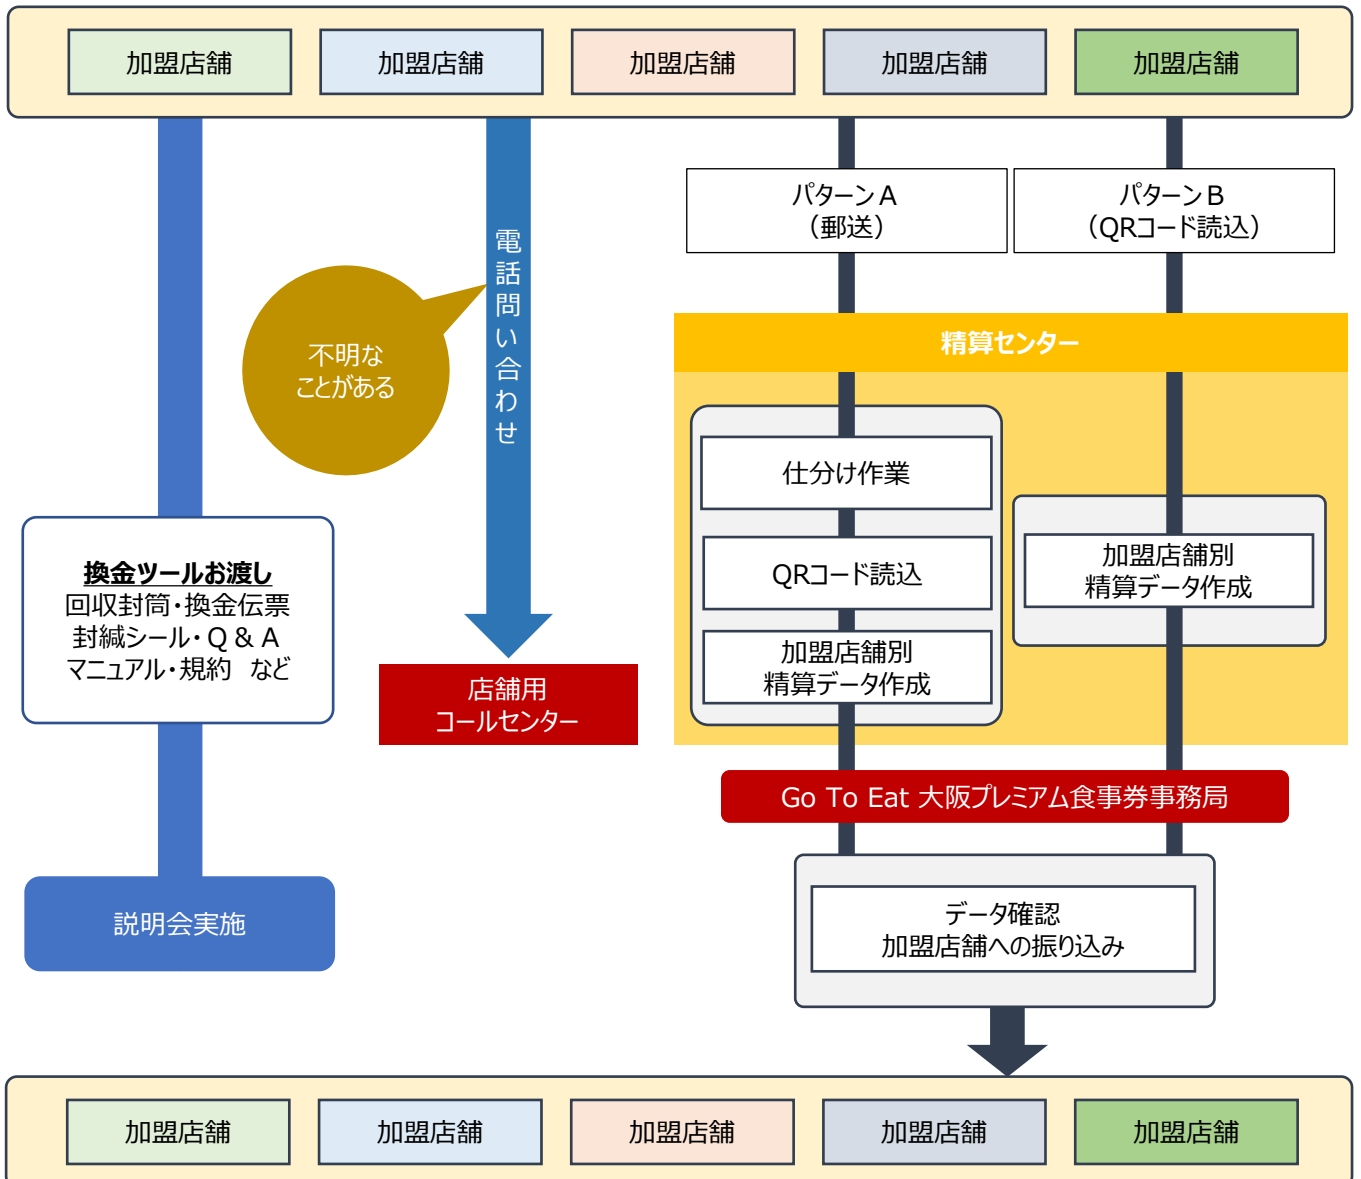 加盟店舗
加盟店舗
加盟店舗
加盟店舗
加盟店舗
パターンA
（郵送）
パターンB
（QRコード読込）
電話問い合わせ
不明な
ことがある
精算センター
仕分け作業
QRコード読込
加盟店舗別
精算データ作成
加盟店舗別
精算データ作成
換金ツールお渡し
回収封筒・換金伝票
封緘シール・Q & A
マニュアル・規約　など
店舗用
コールセンター
Go To Eat 大阪プレミアム食事券事務局
説明会実施
データ確認
加盟店舗への振り込み
加盟店舗
加盟店舗
加盟店舗
加盟店舗
加盟店舗